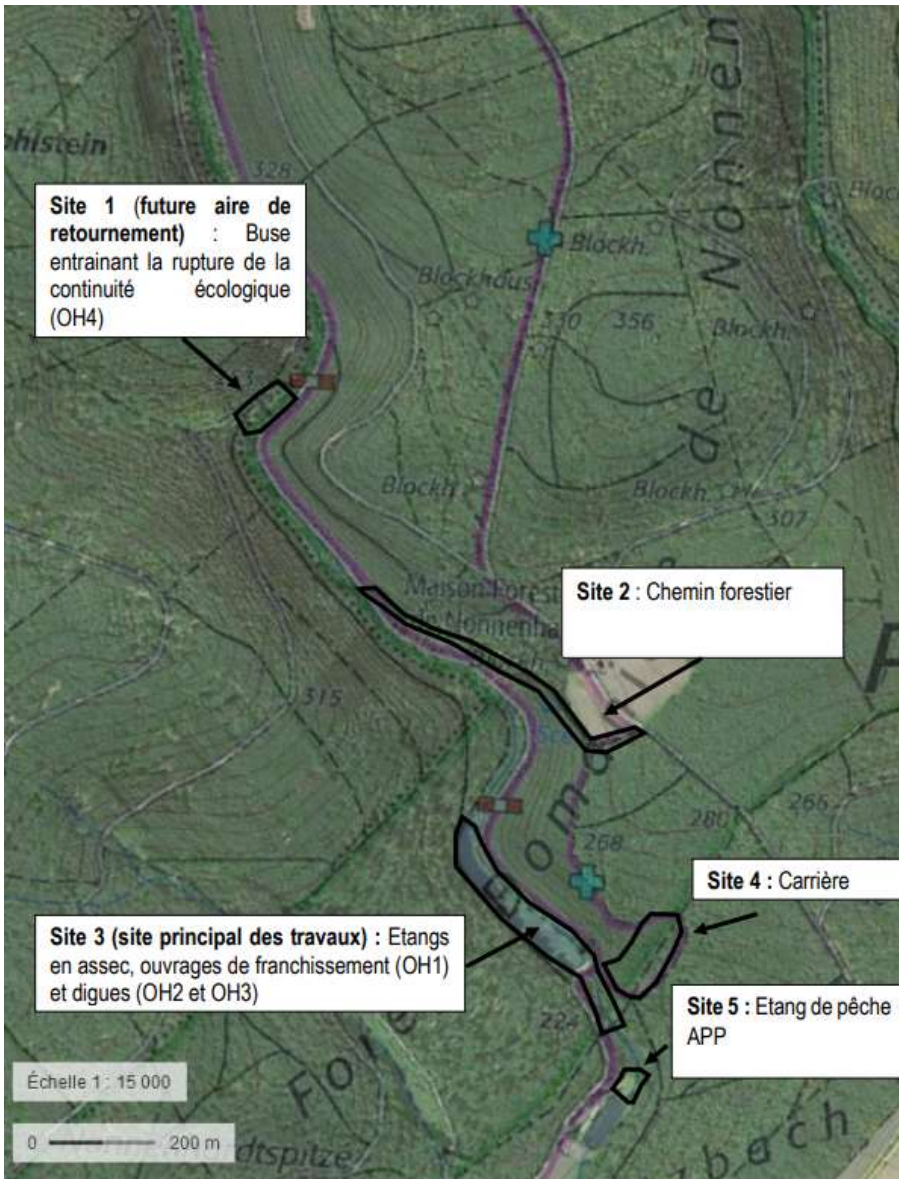 328
Site 1 (future aire de
retournement) : Buse
entrainant la rupture de la
continuité écologique
(OH4)
Blockh.
Blockhaus
330
356
Blockh.
de Nonnen
Blockh.
Blockh.
307
Site 2 : Chemin forestier
315
280
266
268
Site 4 : Carrière
Site 3 (site principal des travaux) : Etangs
en assec, ouvrages de franchissement (OH1)
et digues (OH2 et OH3)
224
Site 5 : Etang de pêche
APP
Échelle 1 : 15 000
0 200 m